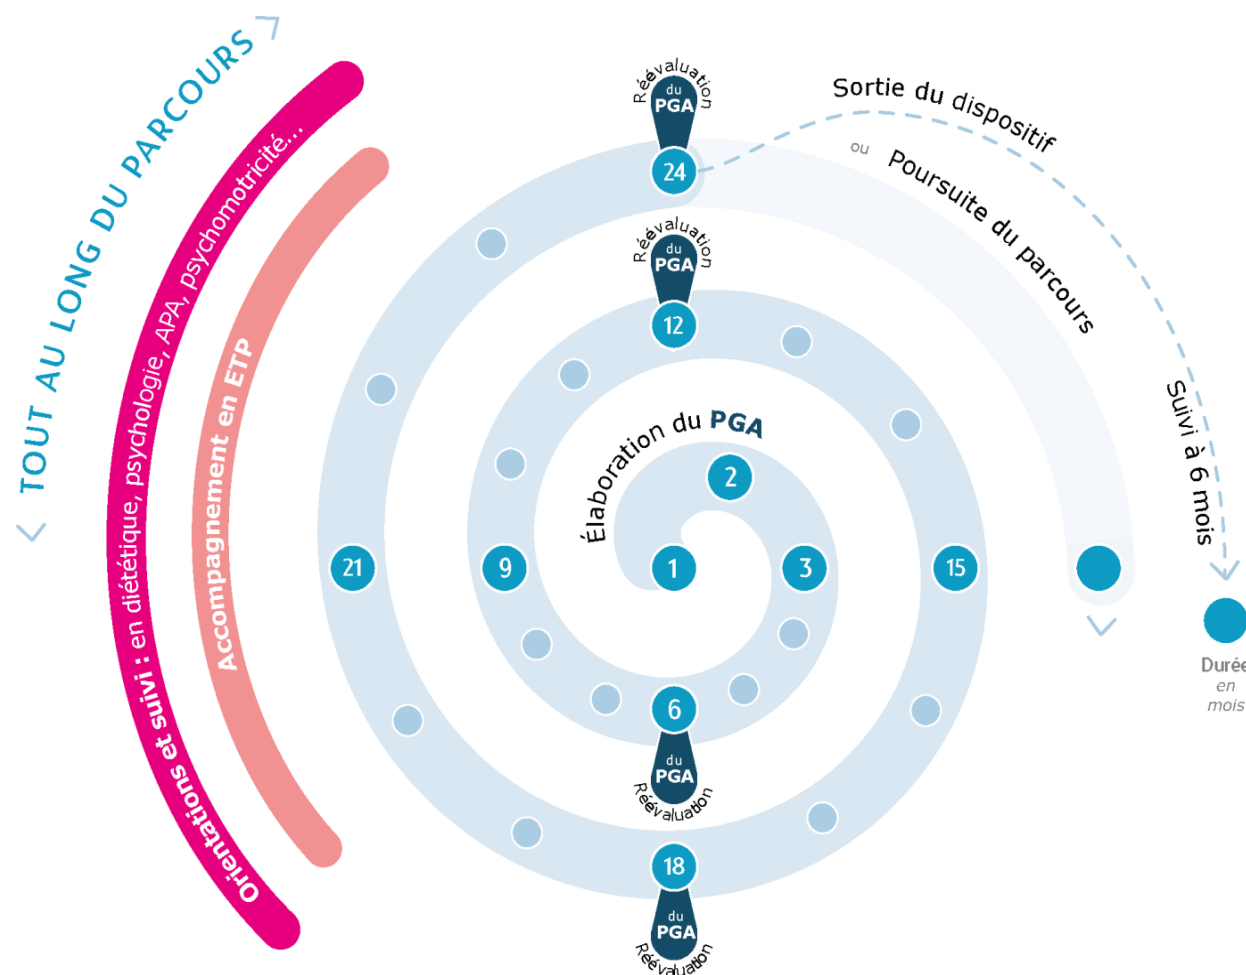 TOUT AU LONG DU PARCOURS
Orientations et suivi : en diététique, psychologie, APA, psychomotricité...
Accompagnement en ETP
Réévaluation
du
PGA
24
Sortie du dispositif
ou Poursuite du parcours
Réévaluation
du
PGA
12
Élaboration du PGA
2
21
9
1
3
15
Suivi à 6 mois
Durée
en
mois
6
du
PGA
Réévaluation
18
du
PGA
Réévaluation